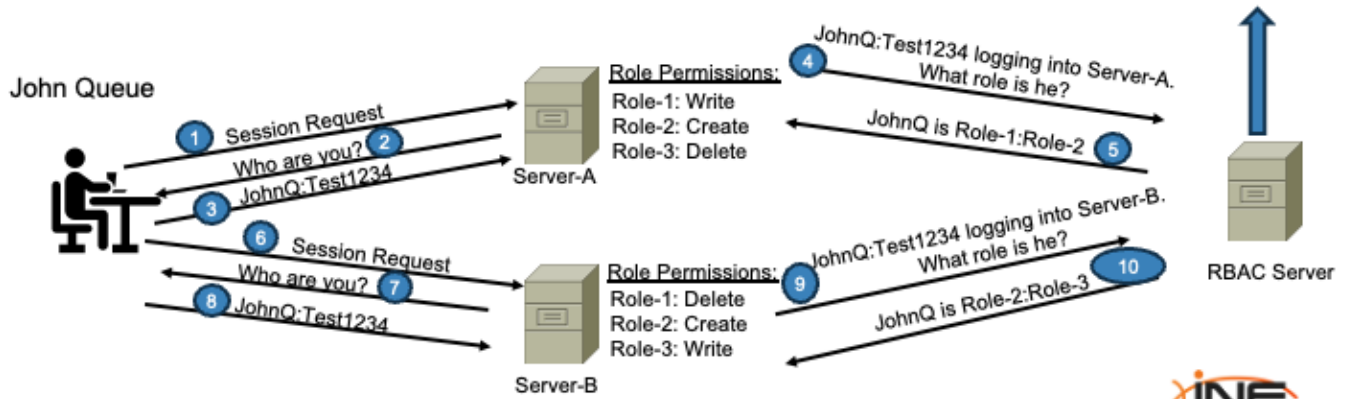 John Queue
1 Session Request
Who are you? 2
3 JohnQ:Test1234
Server-A
Role Permissions:
Role-1: Write
Role-2: Create
Role-3: Delete
4 JohnQ:Test1234 logging into Server-A.
What role is he?
JohnQ is Role-1:Role-2 5
6 Session Request
Who are you? 7
8 JohnQ:Test1234
Server-B
Role Permissions:
Role-1: Delete
Role-2: Create
Role-3: Write
9 JohnQ:Test1234 logging into Server-B.
What role is he?
10
JohnQ is Role-2:Role-3
RBAC Server
iNE